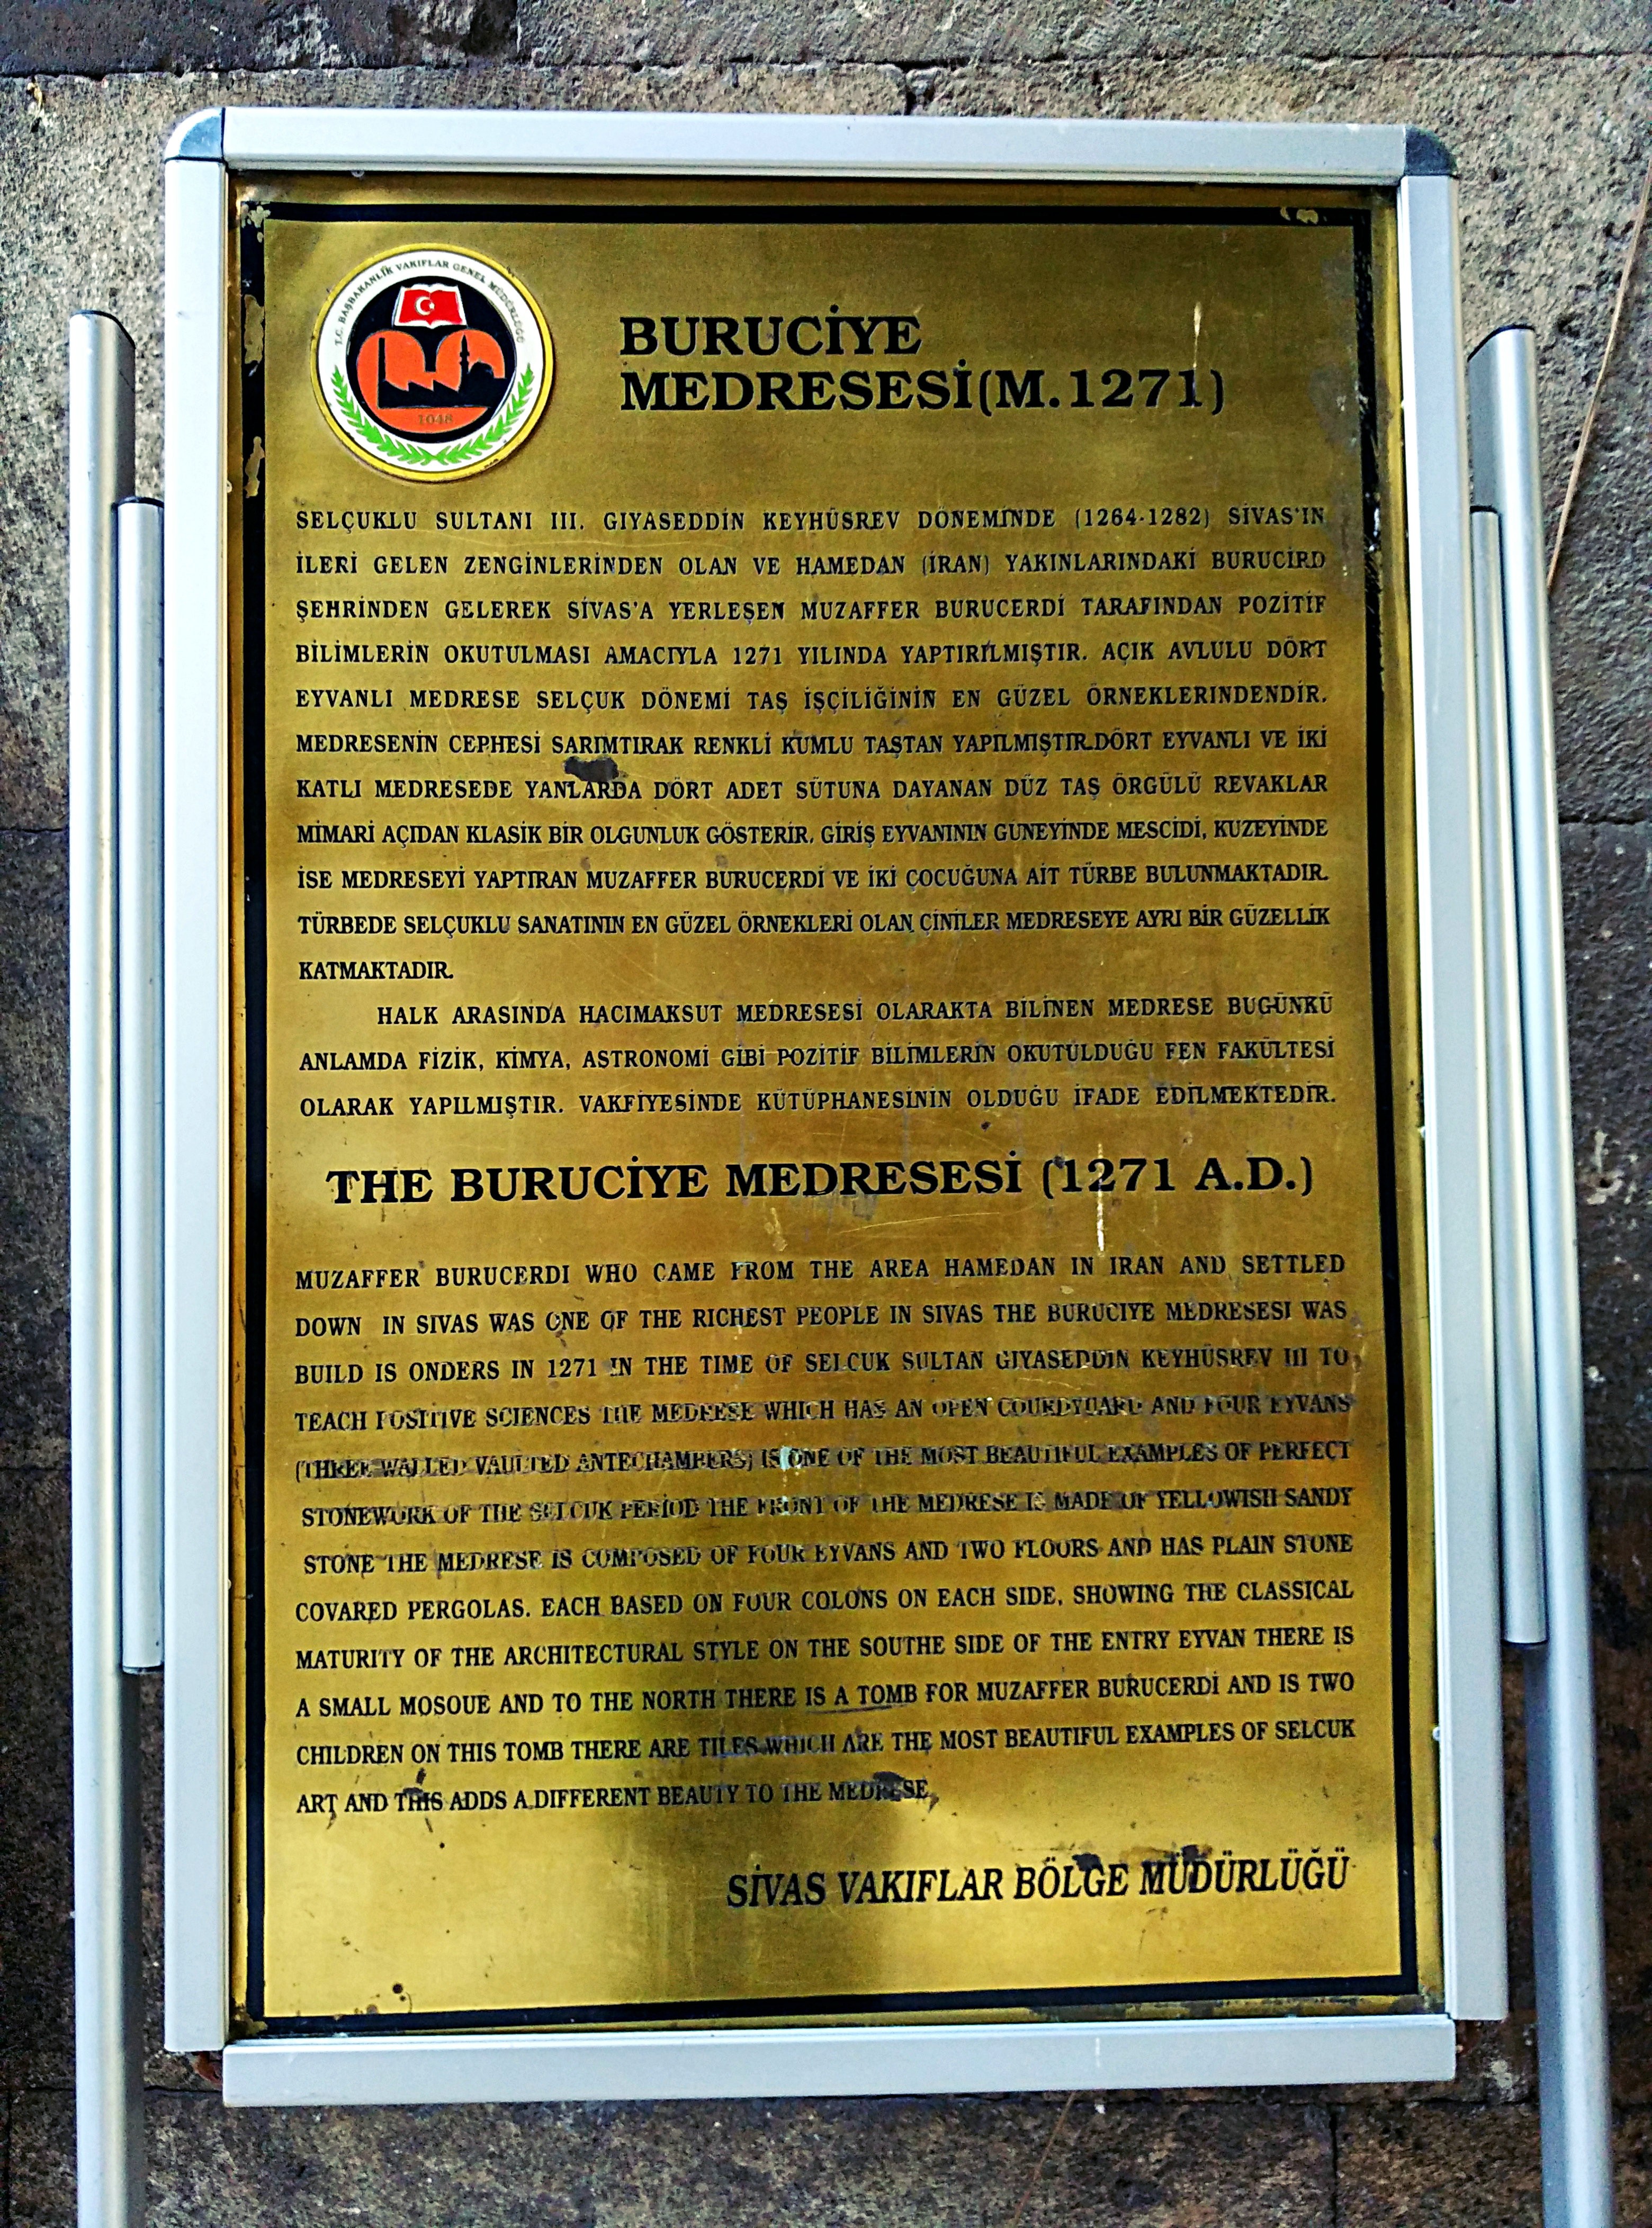 T.C. BAŞBAKANLIK VAKIFLAR GENEL MÜDÜRLÜĞÜ
1048
BURUCİYE
MEDRESESİ(M.1271)
SELÇUKLU SULTANI III. GIYASEDDİN KEYHÜSREV DÖNEMİNDE (1264-1282) SİVAS'IN
İLERİ GELEN ZENGİNLERİNDEN OLAN VE HAMEDAN (İRAN) YAKINLARINDAKİ BURUCİRD
ŞEHRİNDEN GELEREK SİVAS'A YERLEŞEN MUZAFFER BURUCERDİ TARAFINDAN POZİTİF
BİLİMLERİN OKUTULMASI AMACIYLA 1271 YILINDA YAPTIRILMIŞTIR. AÇIK AVLULU DÖRT
EYVANLI MEDRESE SELÇUK DÖNEMİ TAŞ İŞÇİLİĞİNİN EN GÜZEL ÖRNEKLERINDENDİR.
MEDRESENİN CEPHESİ SARIMTIRAK RENKLİ KUMLU TAŞTAN YAPILMIŞTIR.DÖRT EYVANLI VE İKİ
KATLI MEDRESEDE YANLARDA DÖRT ADET SÜTUNA DAYANAN DÜZ TAŞ ÖRGÜLÜ REVAKLAR
MİMARİ AÇIDAN KLASİK BİR OLGUNLUK GÖSTERİR. GİRİŞ EYVANININ GUNEYİNDE MESCİDİ, KUZEYİNDE
İSE MEDRESEYİ YAPTIRAN MUZAFFER BURUCERDİ VE İKİ ÇOCUĞUNA AİT TÜRBE BULUNMAKTADIR.
TÜRBEDE SELÇUKLU SANATININ EN GÜZEL ÖRNEKLERİ OLAN ÇİNİLER MEDRESEYE AYRI BİR GÜZELLİK
KATMAKTADIR.
HALK ARASINDA HACIMAKSUT MEDRESESİ OLARAKTA BİLİNEN MEDRESE BUGÜNKÜ
ANLAMDA FİZİK, KİMYA, ASTRONOMİ GİBİ POZİTİF BİLİMLERİN OKUTULDUĞU FEN FAKÜLTESİ
OLARAK YAPILMIŞTIR. VAKFİYESİNDE KÜTÜPHANESİNİN OLDUĞU İFADE EDİLMEKTEDİR.
THE BURUCİYE MEDRESESİ (1271 A.D.)
MUZAFFER BURUCERDI WHO CAME FROM THE AREA HAMEDAN IN IRAN AND SETTLED
DOWN IN SIVAS WAS ONE OF THE RICHEST PEOPLE IN SIVAS THE BURUCIYE MEDRESESI WAS
BUILD IS ONDERS IN 1271 IN THE TIME OF SELCUK SULTAN GIYASEDDIN KEYHÜSREV III TO
TEACH POSITIVE SCIENCES THE MEDRESE WHICH HAS AN OPEN COURDYUARD AND FOUR EYVANS
(THREE WALLED VAULTED ANTECHAMBERS) IS ONE OF THE MOST BEAUTIFUL EXAMPLES OF PERFECT
STONEWORK OF THE SELCUK PERIOD THE FRONT OF THE MEDRESE IS MADE OF YELLOWISH SANDY
STONE THE MEDRESE IS COMPOSED OF FOUR EYVANS AND TWO FLOORS AND HAS PLAIN STONE
COVARED PERGOLAS. EACH BASED ON FOUR COLONS ON EACH SIDE. SHOWING THE CLASSICAL
MATURITY OF THE ARCHITECTURAL STYLE ON THE SOUTHE SIDE OF THE ENTRY EYVAN THERE IS
A SMALL MOSOUE AND TO THE NORTH THERE IS A TOMB FOR MUZAFFER BURUCERDİ AND IS TWO
CHILDREN ON THIS TOMB THERE ARE TILES WHICH ARE THE MOST BEAUTIFUL EXAMPLES OF SELCUK
ART AND THIS ADDS A DIFFERENT BEAUTY TO THE MEDRESE,
SİVAS VAKIFLAR BÖLGE MÜDÜRLÜĞÜ